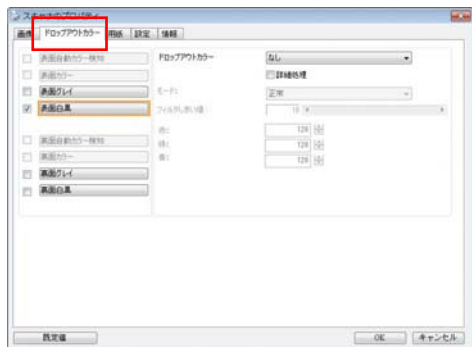 スキャナのプロパティ
画像 ドロップアウトカラー 用紙 設定 情報
表面自動カラー検知
表面カラー
表面グレイ
表面白黒
裏面自動カラー検知
裏面カラー
裏面グレイ
裏面白黒
ドロップアウトカラー なし
詳細処理
モード: 正常
フィルタしきい値: 10
赤: 128
緑: 128
青: 128
既定値 OK キャンセル